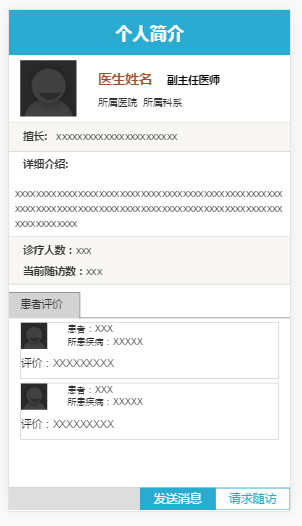 个人简介
医生姓名 副主任医师
所属医院 所属科系
擅长: xxxxxxxxxxxxxxxxxxxxxxx
详细介绍:
xxxxxxxxxxxxxxxxxxxxxxxxxxxxxxxxxxxxxxxxxxxxxxxxxxx
xxxxxxxxxxxxxxxxxxxxxxxxxxxxxxxxxxxxxxxxxxxxxxxxxxx
xxxxxxxxxxxx
诊疗人数：xxx
当前随访数：xxx
患者评价
患者：XXX
所患疾病：XXXXX
评价：XXXXXXXXX
患者：XXX
所患疾病：XXXXX
评价：XXXXXXXXX
发送消息 请求随访